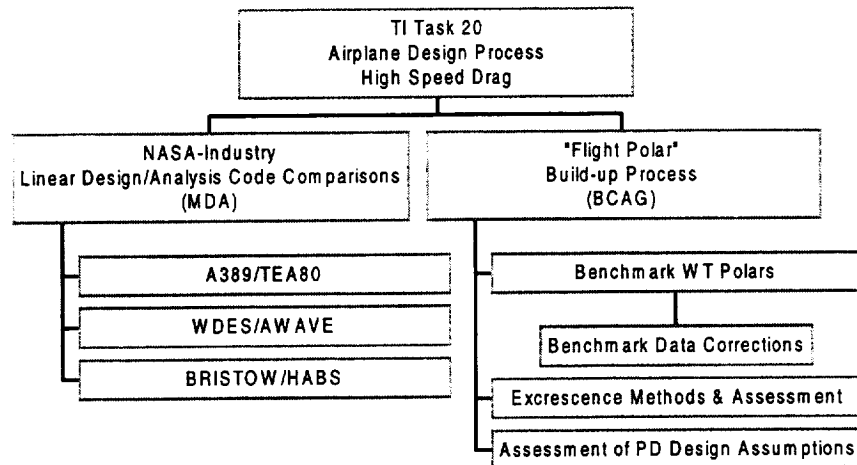 TI Task 20
Airplane Design Process
High Speed Drag
NASA-Industry
Linear Design/Analysis Code Comparisons
(MDA)
"Flight Polar"
Build-up Process
(BCAG)
A389/TEA80
WDES/AWAVE
BRISTOW/HABS
Benchmark WT Polars
Benchmark Data Corrections
Excrescence Methods & Assessment
Assessment of PD Design Assumptions